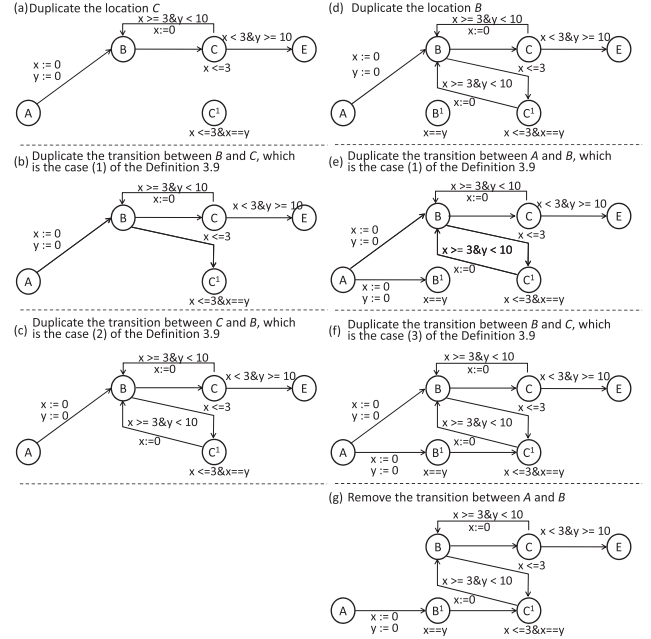 (a) Duplicate the location C
x >= 3&y < 10
x:=0
x < 3&y >= 10
B
C
E
x := 0
y := 0
x <=3
A
C¹
x <=3&x==y
(b) Duplicate the transition between B and C, which
is the case (1) of the Definition 3.9
x >= 3&y < 10
x:=0
x < 3&y >= 10
B
C
E
x := 0
y := 0
x <=3
A
C¹
x <=3&x==y
(c) Duplicate the transition between C and B, which
is the case (2) of the Definition 3.9
x >= 3&y < 10
x:=0
x < 3&y >= 10
B
C
E
x := 0
y := 0
x <=3
x >= 3&y < 10
x:=0
A
C¹
x <=3&x==y
(d) Duplicate the location B
x >= 3&y < 10
x:=0
x < 3&y >= 10
B
C
E
x := 0
y := 0
x <=3
x >= 3&y < 10
x:=0
A
B¹
C¹
x==y
x <=3&x==y
(e) Duplicate the transition between A and B, which
is the case (1) of the Definition 3.9
x >= 3&y < 10
x:=0
x < 3&y >= 10
B
C
E
x := 0
y := 0
x <=3
x >= 3&y < 10
x:=0
A
B¹
C¹
x := 0
y := 0
x==y
x <=3&x==y
(f) Duplicate the transition between B and C, which
is the case (3) of the Definition 3.9
x >= 3&y < 10
x:=0
x < 3&y >= 10
B
C
E
x := 0
y := 0
x <=3
x >= 3&y < 10
x:=0
A
B¹
C¹
x := 0
y := 0
x==y
x <=3&x==y
(g) Remove the transition between A and B
x >= 3&y < 10
x:=0
x < 3&y >= 10
B
C
E
x <=3
x >= 3&y < 10
x:=0
A
B¹
C¹
x := 0
y := 0
x==y
x <=3&x==y